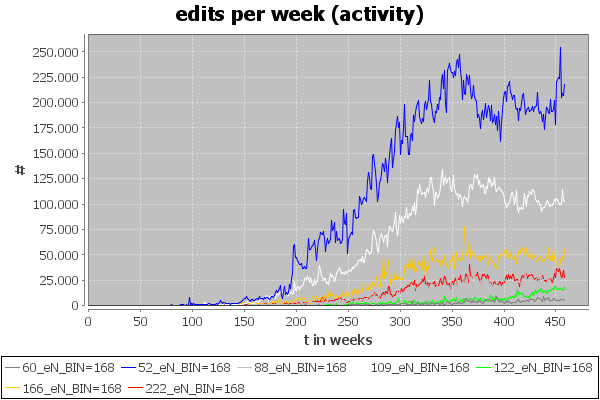 edits per week (activity)
250.000
225.000
200.000
175.000
150.000
125.000
100.000
75.000
50.000
25.000
0
#
0 50 100 150 200 250 300 350 400 450
t in weeks
60_eN_BIN=168 52_eN_BIN=168 88_eN_BIN=168 109_eN_BIN=168 122_eN_BIN=168
166_eN_BIN=168 222_eN_BIN=168